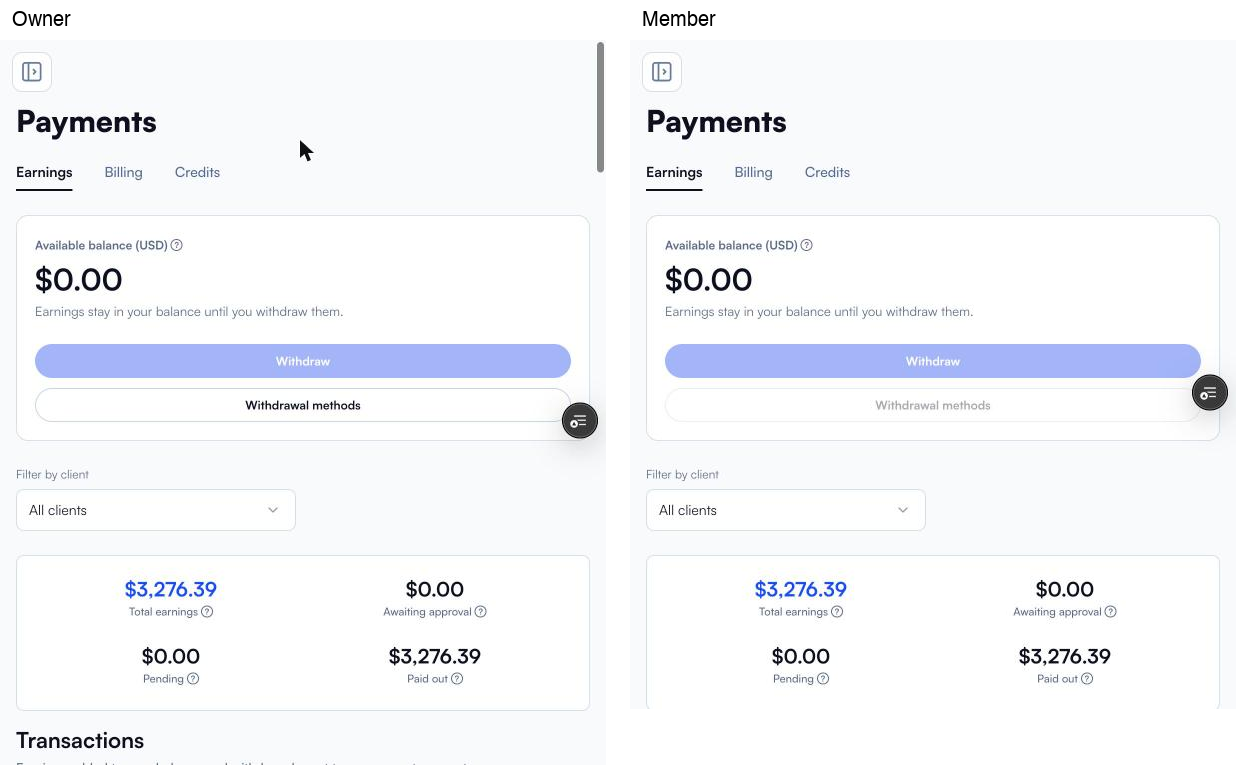 Owner
Payments
Earnings Billing Credits
Available balance (USD)
$0.00
Earnings stay in your balance until you withdraw them.
Withdraw
Withdrawal methods
Filter by client
All clients
$3,276.39 $0.00
Total earnings Awaiting approval
$0.00 $3,276.39
Pending Paid out
Transactions
Member
Payments
Earnings Billing Credits
Available balance (USD)
$0.00
Earnings stay in your balance until you withdraw them.
Withdraw
Withdrawal methods
Filter by client
All clients
$3,276.39 $0.00
Total earnings Awaiting approval
$0.00 $3,276.39
Pending Paid out